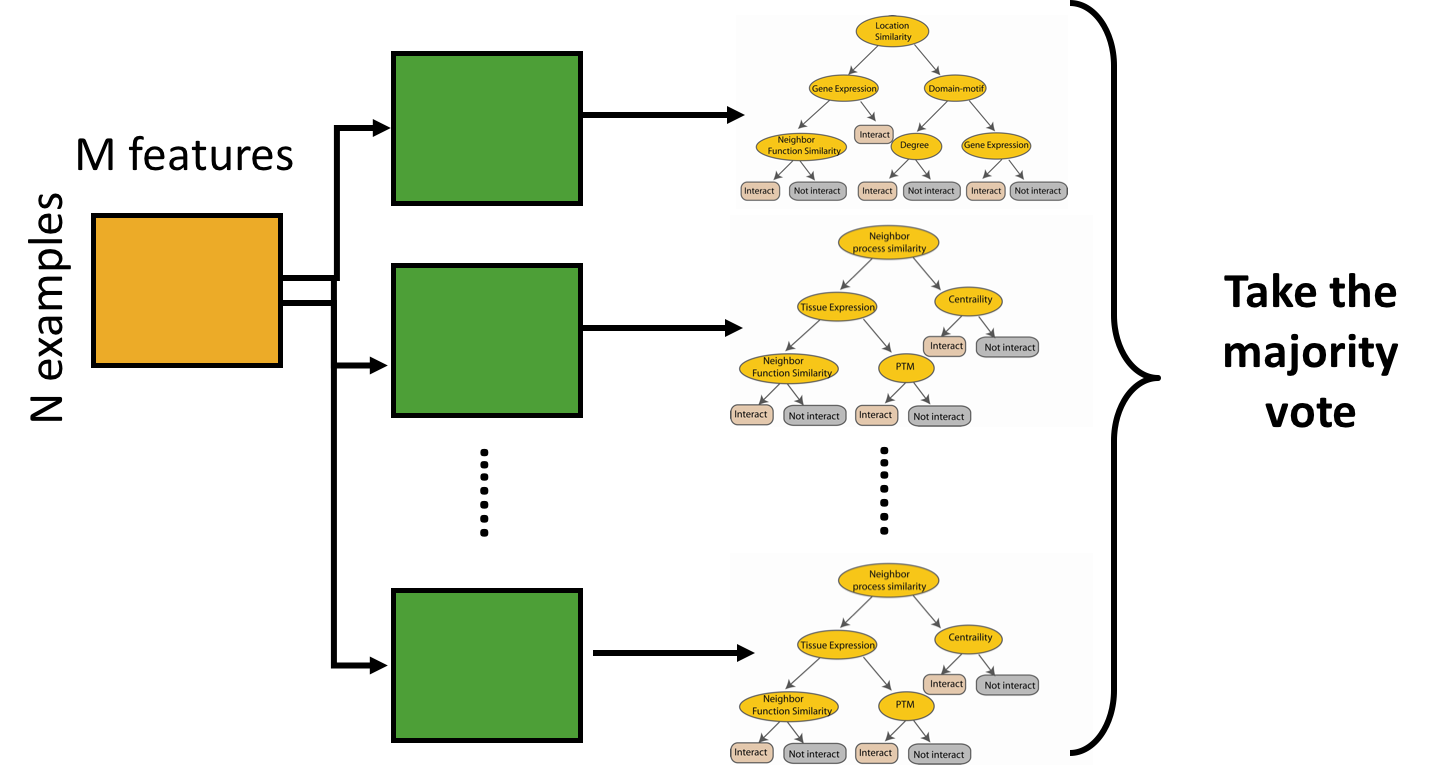 M features
N examples
Location
Similarity
Gene Expression
Domain-motif
Interact
Neighbor
Function Similarity
Degree
Gene Expression
Interact
Not interact
Interact
Not interact
Interact
Not interact
Neighbor
process similarity
Tissue Expression
Centraility
Interact
Not interact
Neighbor
Function Similarity
PTM
Interact
Not interact
Interact
Not interact
Neighbor
process similarity
Tissue Expression
Centraility
Interact
Not interact
Neighbor
Function Similarity
PTM
Interact
Not interact
Interact
Not interact
Take the
majority
vote